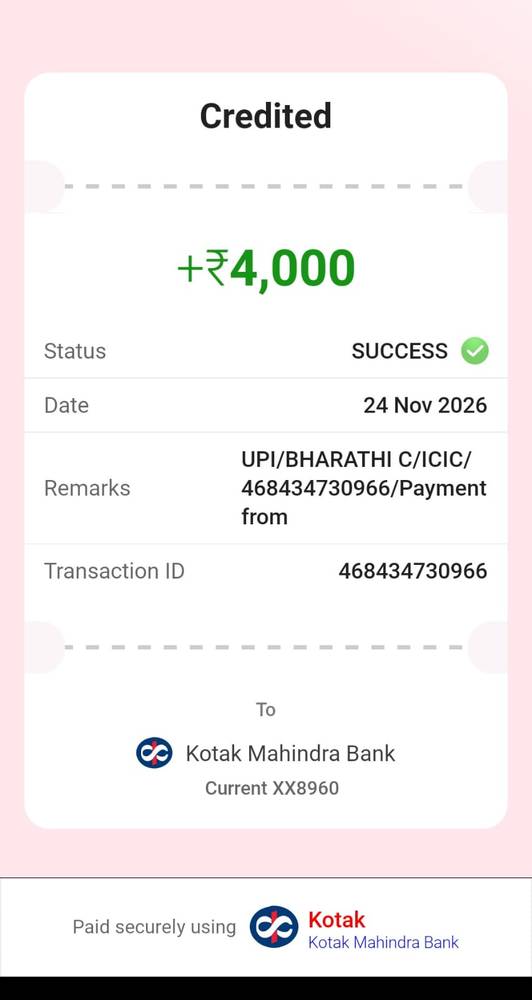 Credited
+₹4,000
Status SUCCESS
Date 24 Nov 2026
Remarks UPI/BHARATHI C/ICIC/
468434730966/Payment
from
Transaction ID 468434730966
To
Kotak Mahindra Bank
Current XX8960
Paid securely using Kotak
Kotak Mahindra Bank